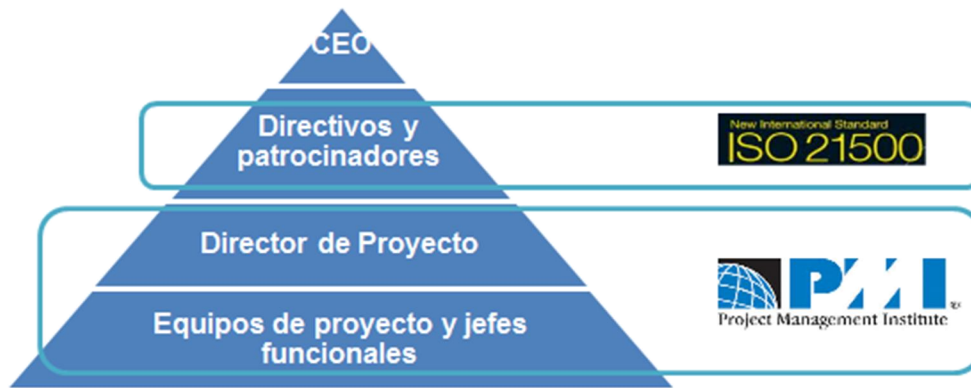 CEO
Directivos y
patrocinadores
New International Standard
ISO 21500
Director de Proyecto
PMI
Project Management Institute
Equipos de proyecto y jefes
funcionales